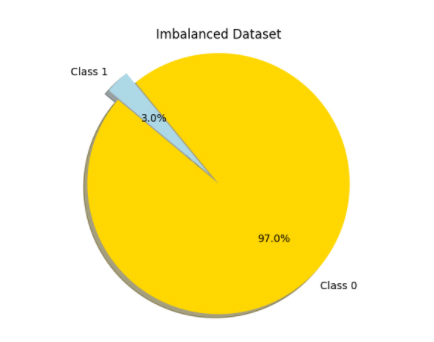 Imbalanced Dataset
Class 1
3.0%
97.0%
Class 0